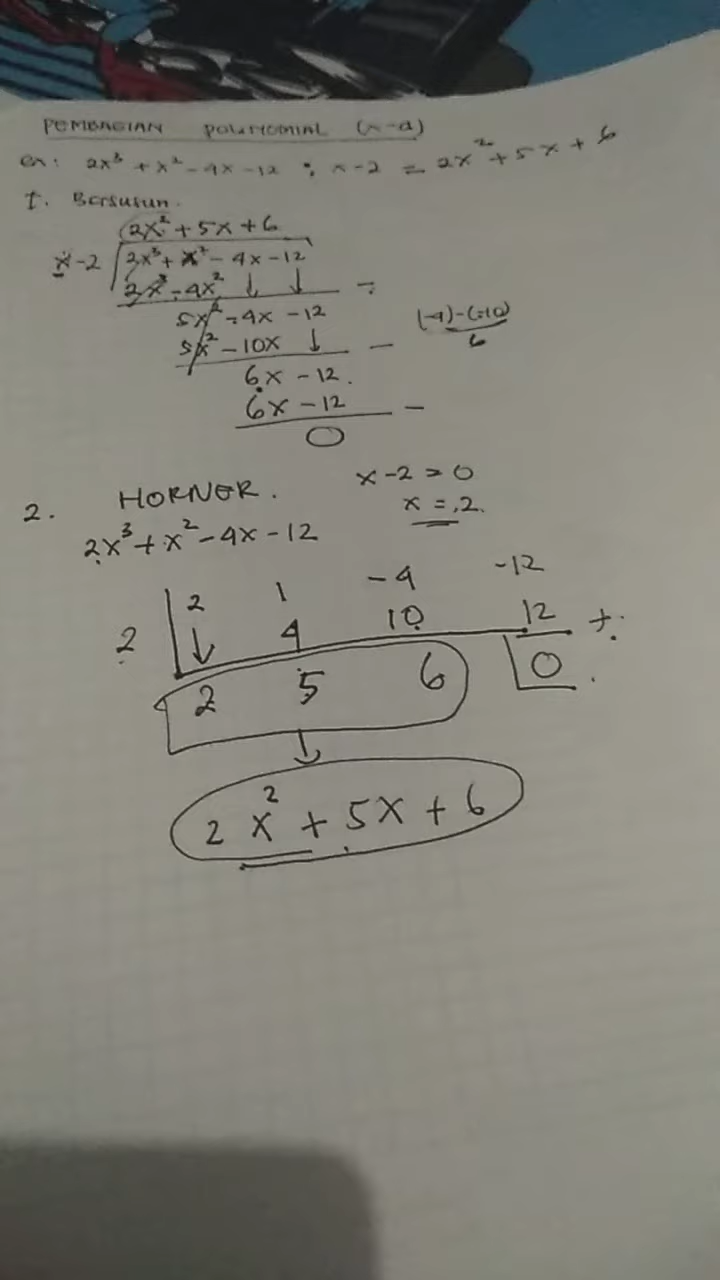 PEMBAGIAN POLINOMIAL (x-a)
ex: 2x³ + x² - 4x - 12 : x - 2 = 2x² + 5x + 6
1. Bersusun.
2x² + 5x + 6
x-2 2x³ + x² - 4x - 12
2x³ - 4x² ↓ ↓ -
5x² - 4x - 12 (-4)-(-10)
5x² - 10x ↓ - 6
6x - 12.
6x - 12 -
0
2. HORNER. x - 2 = 0
2x³ + x² - 4x - 12 x = 2.
2 1 -4 -12
2 ↓ 4 10 12 +
2 5 6 0
↓
2x² + 5x + 6